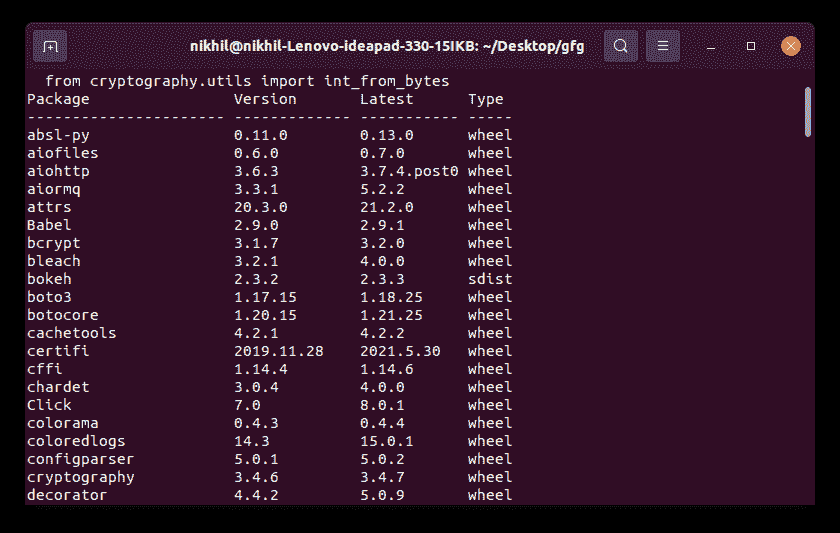 nikhil@nikhil-Lenovo-ideapad-330-15IKB: ~/Desktop/gfg
from cryptography.utils import int_from_bytes
Package Version Latest Type
---------------------- ------------- ----------- -----
absl-py 0.11.0 0.13.0 wheel
aiofiles 0.6.0 0.7.0 wheel
aiohttp 3.6.3 3.7.4.post0 wheel
aiormq 3.3.1 5.2.2 wheel
attrs 20.3.0 21.2.0 wheel
Babel 2.9.0 2.9.1 wheel
bcrypt 3.1.7 3.2.0 wheel
bleach 3.2.1 4.0.0 wheel
bokeh 2.3.2 2.3.3 sdist
boto3 1.17.15 1.18.25 wheel
botocore 1.20.15 1.21.25 wheel
cachetools 4.2.1 4.2.2 wheel
certifi 2019.11.28 2021.5.30 wheel
cffi 1.14.4 1.14.6 wheel
chardet 3.0.4 4.0.0 wheel
Click 7.0 8.0.1 wheel
colorama 0.4.3 0.4.4 wheel
coloredlogs 14.3 15.0.1 wheel
configparser 5.0.1 5.0.2 wheel
cryptography 3.4.6 3.4.7 wheel
decorator 4.4.2 5.0.9 wheel